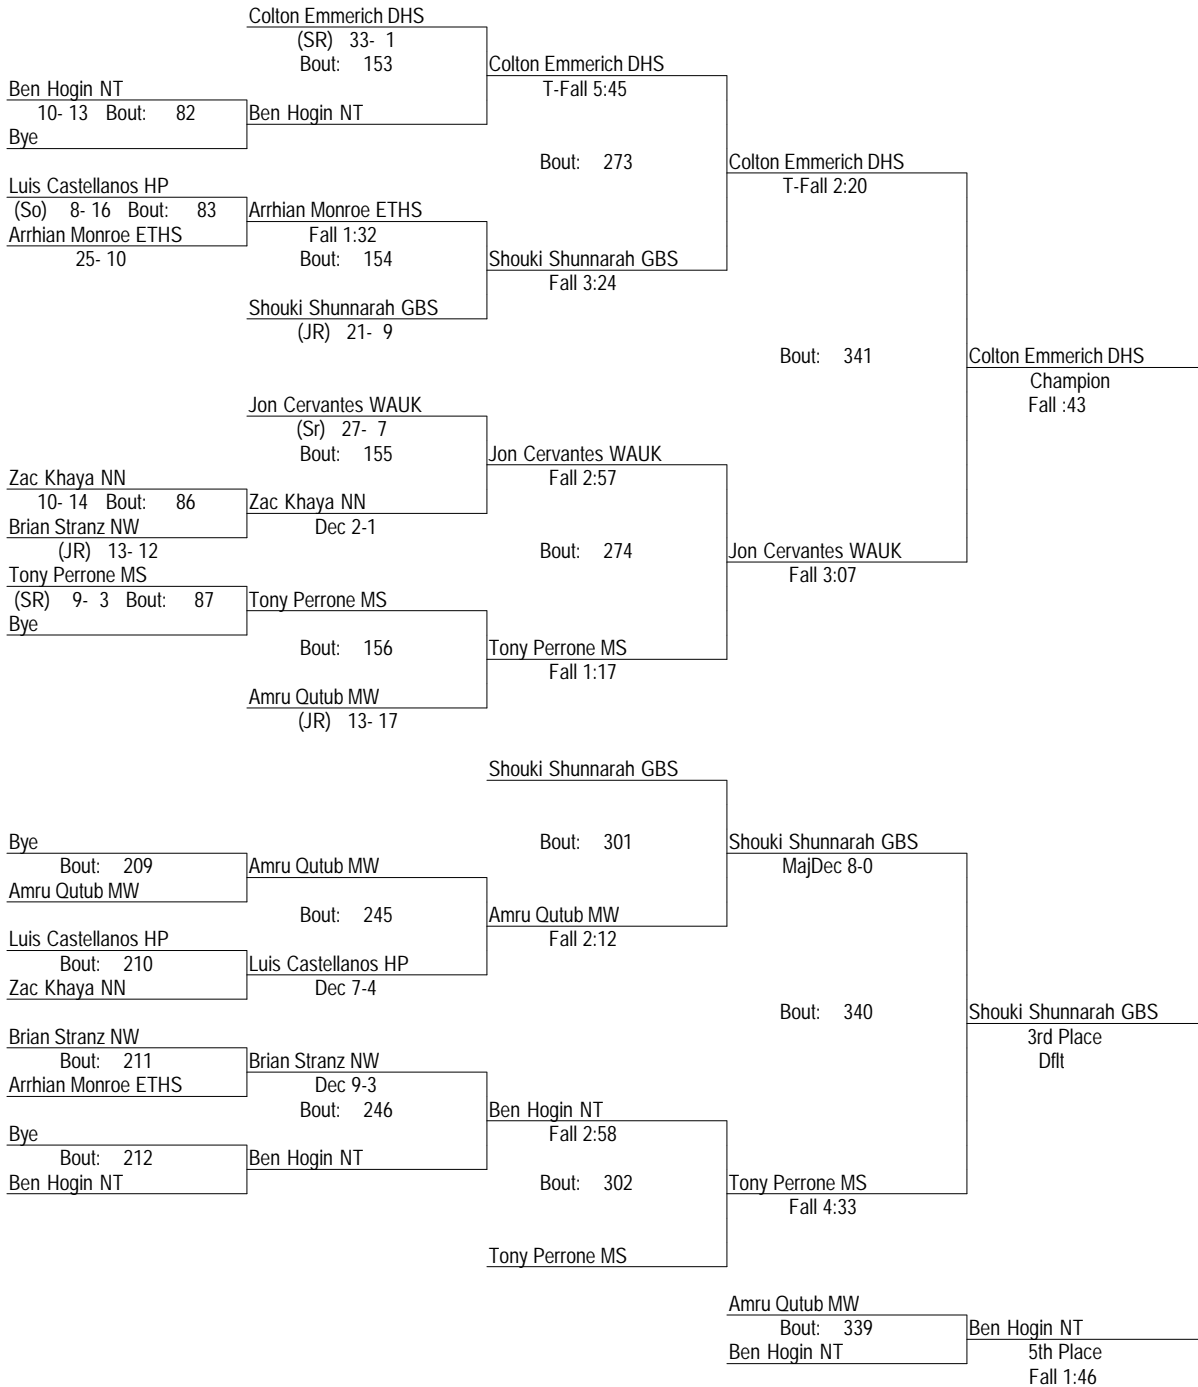 Colton Emmerich DHS
(SR) 33- 1
Bout: 153
Colton Emmerich DHS
T-Fall 5:45
Ben Hogin NT
10- 13 Bout: 82
Ben Hogin NT
Bye
Bout: 273
Colton Emmerich DHS
T-Fall 2:20
Luis Castellanos HP
(So) 8- 16 Bout: 83
Arrhian Monroe ETHS
Arrhian Monroe ETHS
Fall 1:32
25- 10
Bout: 154
Shouki Shunnarah GBS
Fall 3:24
Shouki Shunnarah GBS
(JR) 21- 9
Bout: 341
Colton Emmerich DHS
Champion
Fall :43
Jon Cervantes WAUK
(Sr) 27- 7
Bout: 155
Jon Cervantes WAUK
Fall 2:57
Zac Khaya NN
10- 14 Bout: 86
Zac Khaya NN
Brian Stranz NW
Dec 2-1
(JR) 13- 12
Bout: 274
Jon Cervantes WAUK
Fall 3:07
Tony Perrone MS
(SR) 9- 3 Bout: 87
Tony Perrone MS
Bye
Bout: 156
Tony Perrone MS
Fall 1:17
Amru Qutub MW
(JR) 13- 17
Shouki Shunnarah GBS
Bye
Bout: 301
Shouki Shunnarah GBS
MajDec 8-0
Bout: 209
Amru Qutub MW
Amru Qutub MW
Bout: 245
Amru Qutub MW
Fall 2:12
Luis Castellanos HP
Bout: 210
Luis Castellanos HP
Zac Khaya NN
Dec 7-4
Bout: 340
Shouki Shunnarah GBS
3rd Place
Dflt
Brian Stranz NW
Bout: 211
Brian Stranz NW
Arrhian Monroe ETHS
Dec 9-3
Bout: 246
Ben Hogin NT
Fall 2:58
Bye
Bout: 212
Ben Hogin NT
Ben Hogin NT
Bout: 302
Tony Perrone MS
Fall 4:33
Tony Perrone MS
Amru Qutub MW
Bout: 339
Ben Hogin NT
Ben Hogin NT
5th Place
Fall 1:46